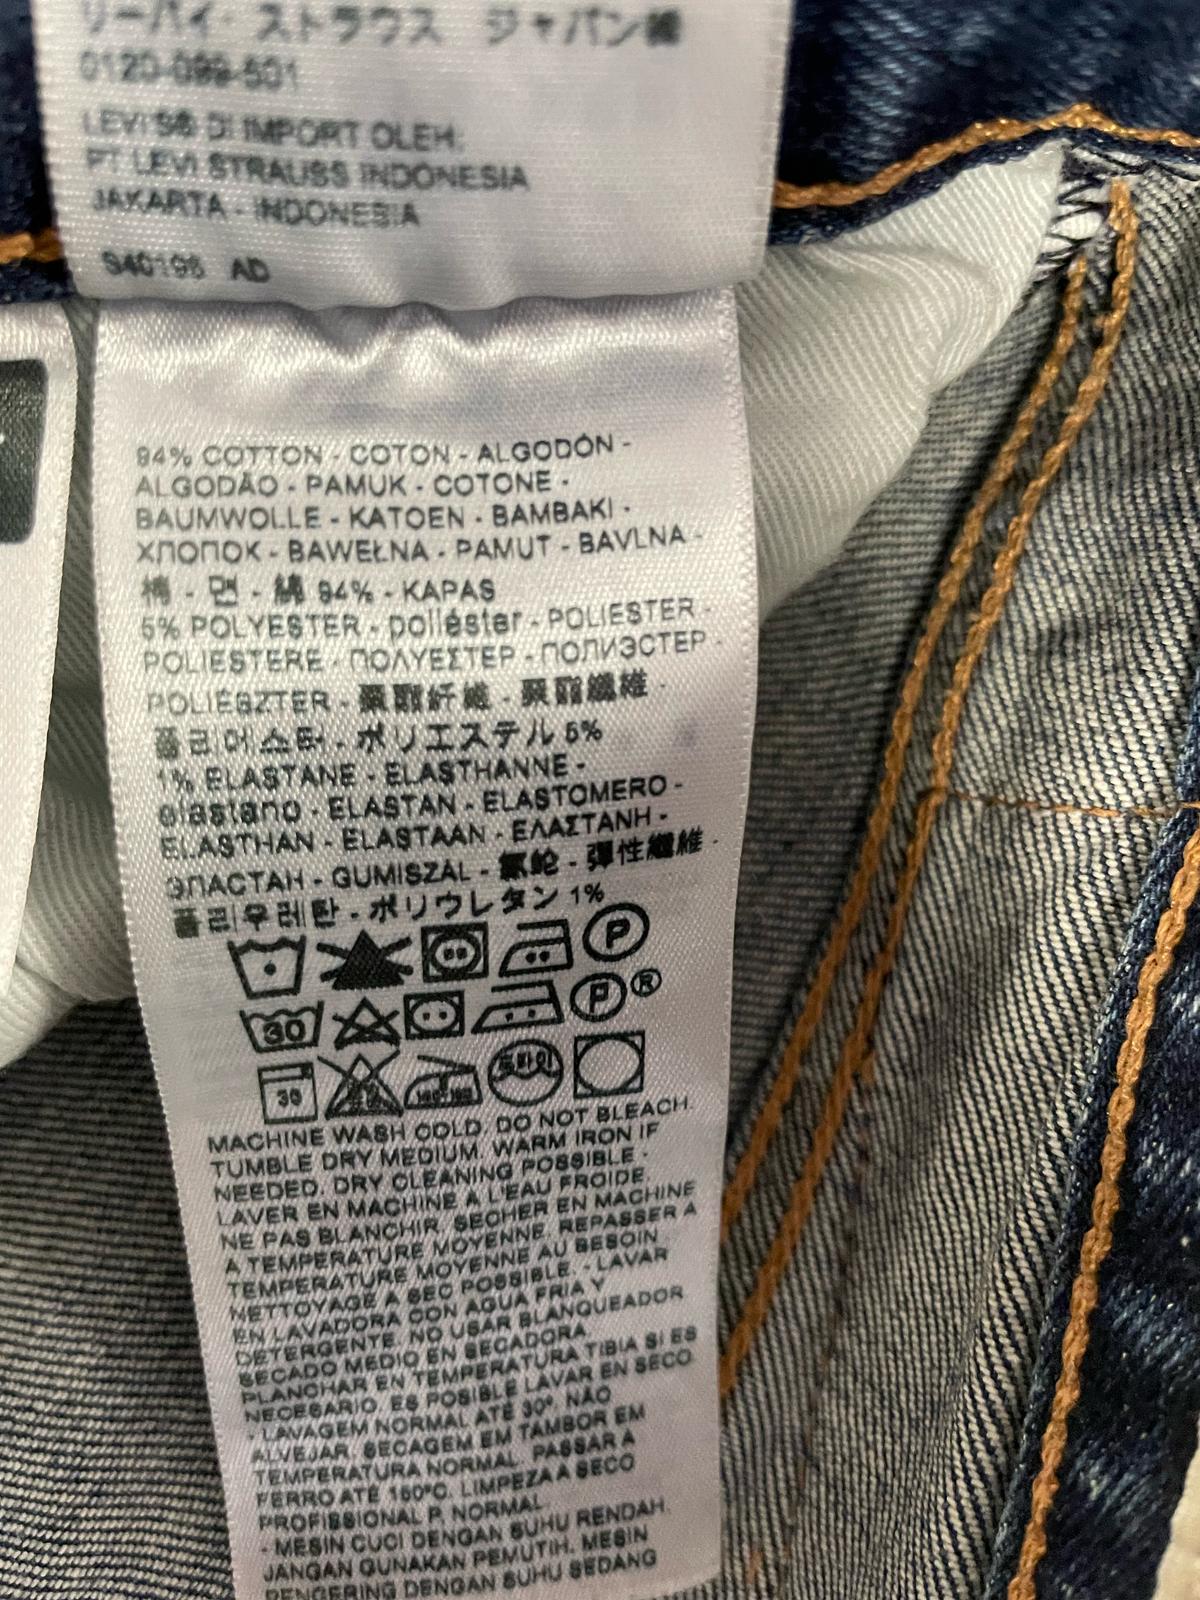 リーバイ・ストラウス ジャパン㈱
0120-099-501
LEVI'S® DI IMPORT OLEH:
PT LEVI STRAUSS INDONESIA
JAKARTA - INDONESIA
S40196 AD
94% COTTON - COTON - ALGODÓN -
ALGODÃO - PAMUK - COTONE -
BAUMWOLLE - KATOEN - BAMBAKI -
ХЛОПОК - BAWEŁNA - PAMUT - BAVLNA -
棉 - 면 - 綿 94% - KAPAS
5% POLYESTER - poliéster - POLIESTER -
POLIESTERE - ΠΟΛΥΕΣΤΕΡ - ПОЛИЭСТЕР -
POLIÉSZTER - 聚酯纤维 - 聚酯纖維 -
폴리에스터 - ポリエステル 5%
1% ELASTANE - ELASTHANNE -
elastano - ELASTAN - ELASTOMERO -
ELASTHAN - ELASTAAN - ΕΛΑΣΤΑΝΗ -
ЭЛАСТАН - GUMISZÁL - 氨纶 - 彈性纖維 -
폴리우레탄 - ポリウレタン 1%
P
30 P ®
30 드라이
MACHINE WASH COLD. DO NOT BLEACH.
TUMBLE DRY MEDIUM. WARM IRON IF
NEEDED. DRY CLEANING POSSIBLE -
LAVER EN MACHINE A L'EAU FROIDE.
NE PAS BLANCHIR. SECHER EN MACHINE
A TEMPERATURE MOYENNE. REPASSER A
TEMPERATURE MOYENNE AU BESOIN.
NETTOYAGE A SEC POSSIBLE. - LAVAR
EN LAVADORA CON AGUA FRIA Y
DETERGENTE. NO USAR BLANQUEADOR.
SECADO MEDIO EN SECADORA.
PLANCHAR EN TEMPERATURA TIBIA SI ES
NECESARIO. ES POSIBLE LAVAR EN SECO.
- LAVAGEM NORMAL ATÉ 30º. NÃO
ALVEJAR. SECAGEM EM TAMBOR EM
TEMPERATURA NORMAL. PASSAR A
FERRO ATÉ 150ºC. LIMPEZA A SECO
PROFISSIONAL P, NORMAL.
- MESIN CUCI DENGAN SUHU RENDAH.
JANGAN GUNAKAN PEMUTIH. MESIN
PENGERING DENGAN SUHU SEDANG